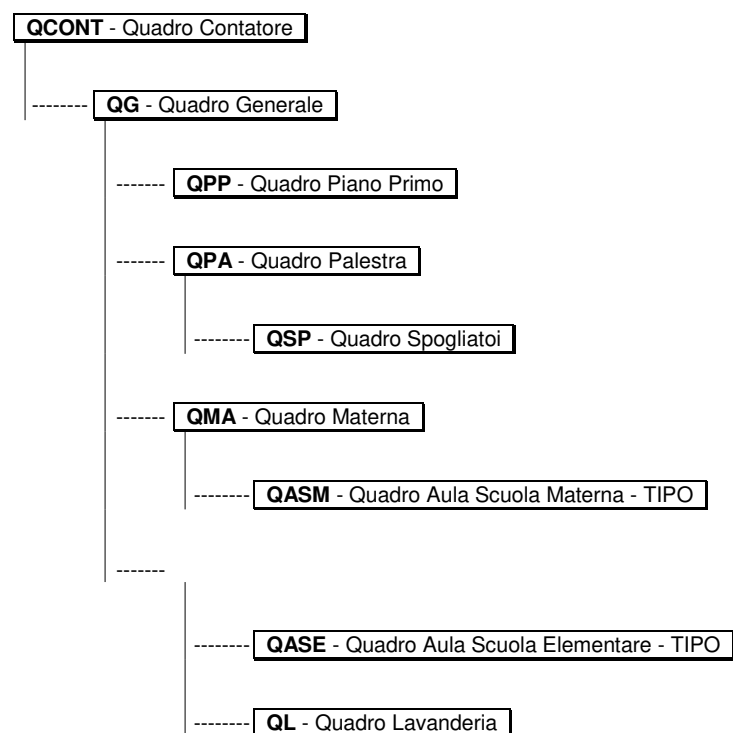 QCONT - Quadro Contatore
-------- QG - Quadro Generale
------- QPP - Quadro Piano Primo
------- QPA - Quadro Palestra
-------- QSP - Quadro Spogliatoi
------- QMA - Quadro Materna
-------- QASM - Quadro Aula Scuola Materna - TIPO
-------
-------- QASE - Quadro Aula Scuola Elementare - TIPO
-------- QL - Quadro Lavanderia